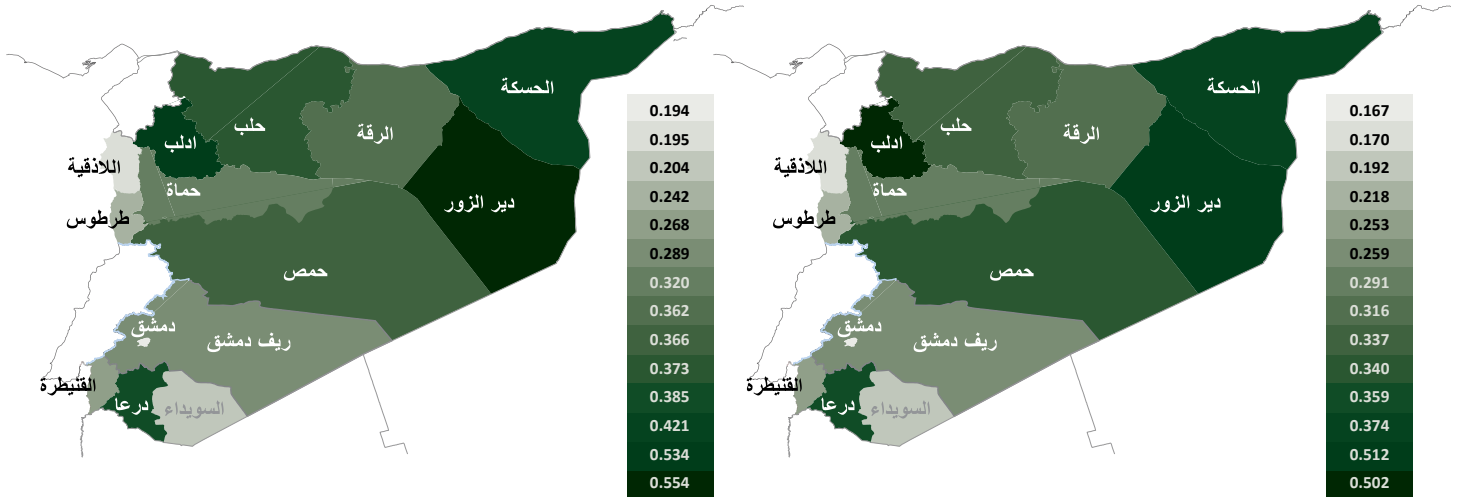 الحسكة
حلب
الرقة
ادلب
اللاذقية
حماة
دير الزور
طرطوس
حمص
دمشق
ريف دمشق
القنيطرة
درعا
السويداء
0.194
0.195
0.204
0.242
0.268
0.289
0.320
0.362
0.366
0.373
0.385
0.421
0.534
0.554
الحسكة
حلب
الرقة
ادلب
اللاذقية
حماة
دير الزور
طرطوس
حمص
دمشق
ريف دمشق
القنيطرة
درعا
السويداء
0.167
0.170
0.192
0.218
0.253
0.259
0.291
0.316
0.337
0.340
0.359
0.374
0.512
0.502